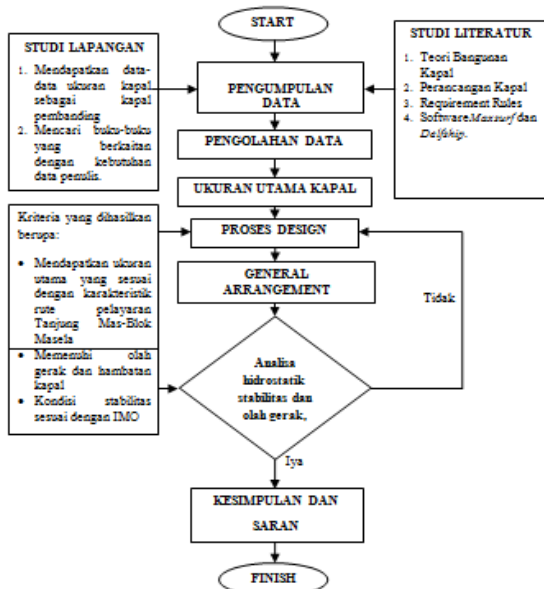 START
STUDI LAPANGAN
1. Mendapatkan data-
data ukuran kapal
sebagai kapal
pembanding
2. Mencari buku-buku
yang berkaitan
dengan kebutuhan
data penulis.
STUDI LITERATUR
1. Teori Bangunan
Kapal
2. Perancangan Kapal
3. Requirement Rules
4. Software Maxsurf dan
Delfship.
PENGUMPULAN
DATA
PENGOLAHAN DATA
UKURAN UTAMA KAPAL
Kriteria yang dihasilkan
berupa:
• Mendapatkan ukuran
utama yang sesuai
dengan karakteristik
rute pelayaran
Tanjung Mas-Blok
Masela
• Memenuhi olah
gerak dan hambatan
kapal
• Kondisi stabilitas
sesuai dengan IMO
PROSES DESIGN
GENERAL
ARRANGEMENT
Tidak
Analisa
hidrostatik
stabilitas dan
olah gerak,
Iya
KESIMPULAN DAN
SARAN
FINISH